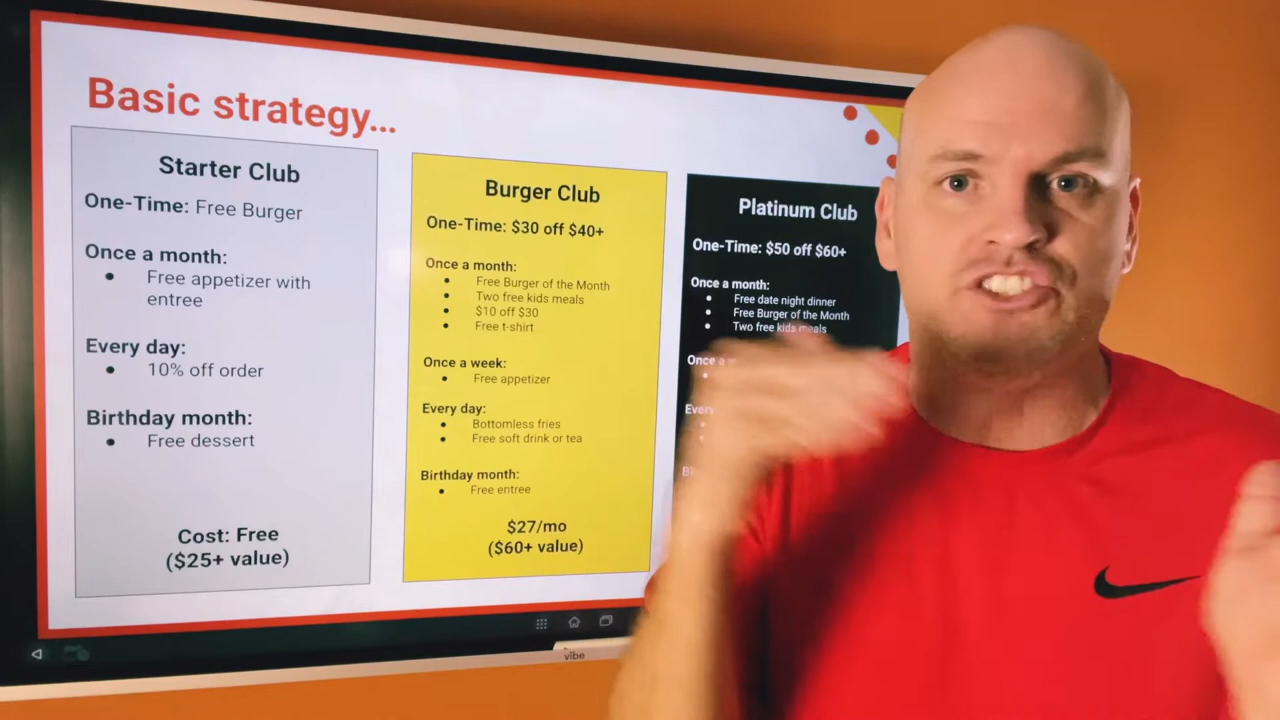 Basic strategy...
Starter Club
One-Time: Free Burger
Once a month:
● Free appetizer with
entree
Every day:
● 10% off order
Birthday month:
● Free dessert
Cost: Free
($25+ value)
Burger Club
One-Time: $30 off $40+
Once a month:
● Free Burger of the Month
● Two free kids meals
● $10 off $30
● Free t-shirt
Once a week:
● Free appetizer
Every day:
● Bottomless fries
● Free soft drink or tea
Birthday month:
● Free entree
$27/mo
($60+ value)
Platinum Club
One-Time: $50 off $60+
Once a month:
● Free date night dinner
● Free Burger of the Month
● Two free kids meals
Once a
Every
vibe